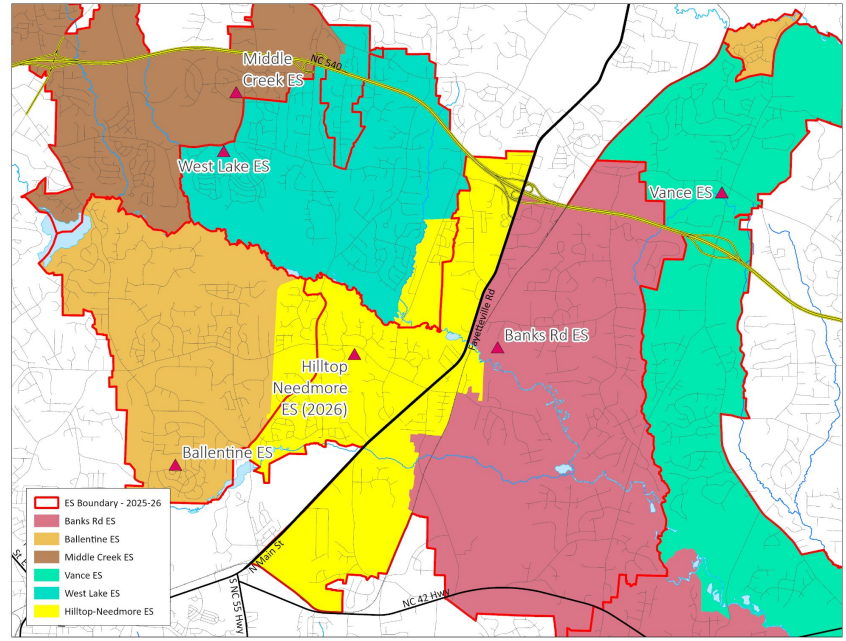 Middle
Creek ES
NC 540
West Lake ES
Vance ES
Fayetteville Rd
Banks Rd ES
Hilltop
Needmore
ES (2026)
Ballentine ES
ES Boundary - 2025-26
Banks Rd ES
Ballentine ES
Middle Creek ES
Vance ES
West Lake ES
Hilltop-Needmore ES
N Main St
S NC 55 Hwy
NC 42 Hwy